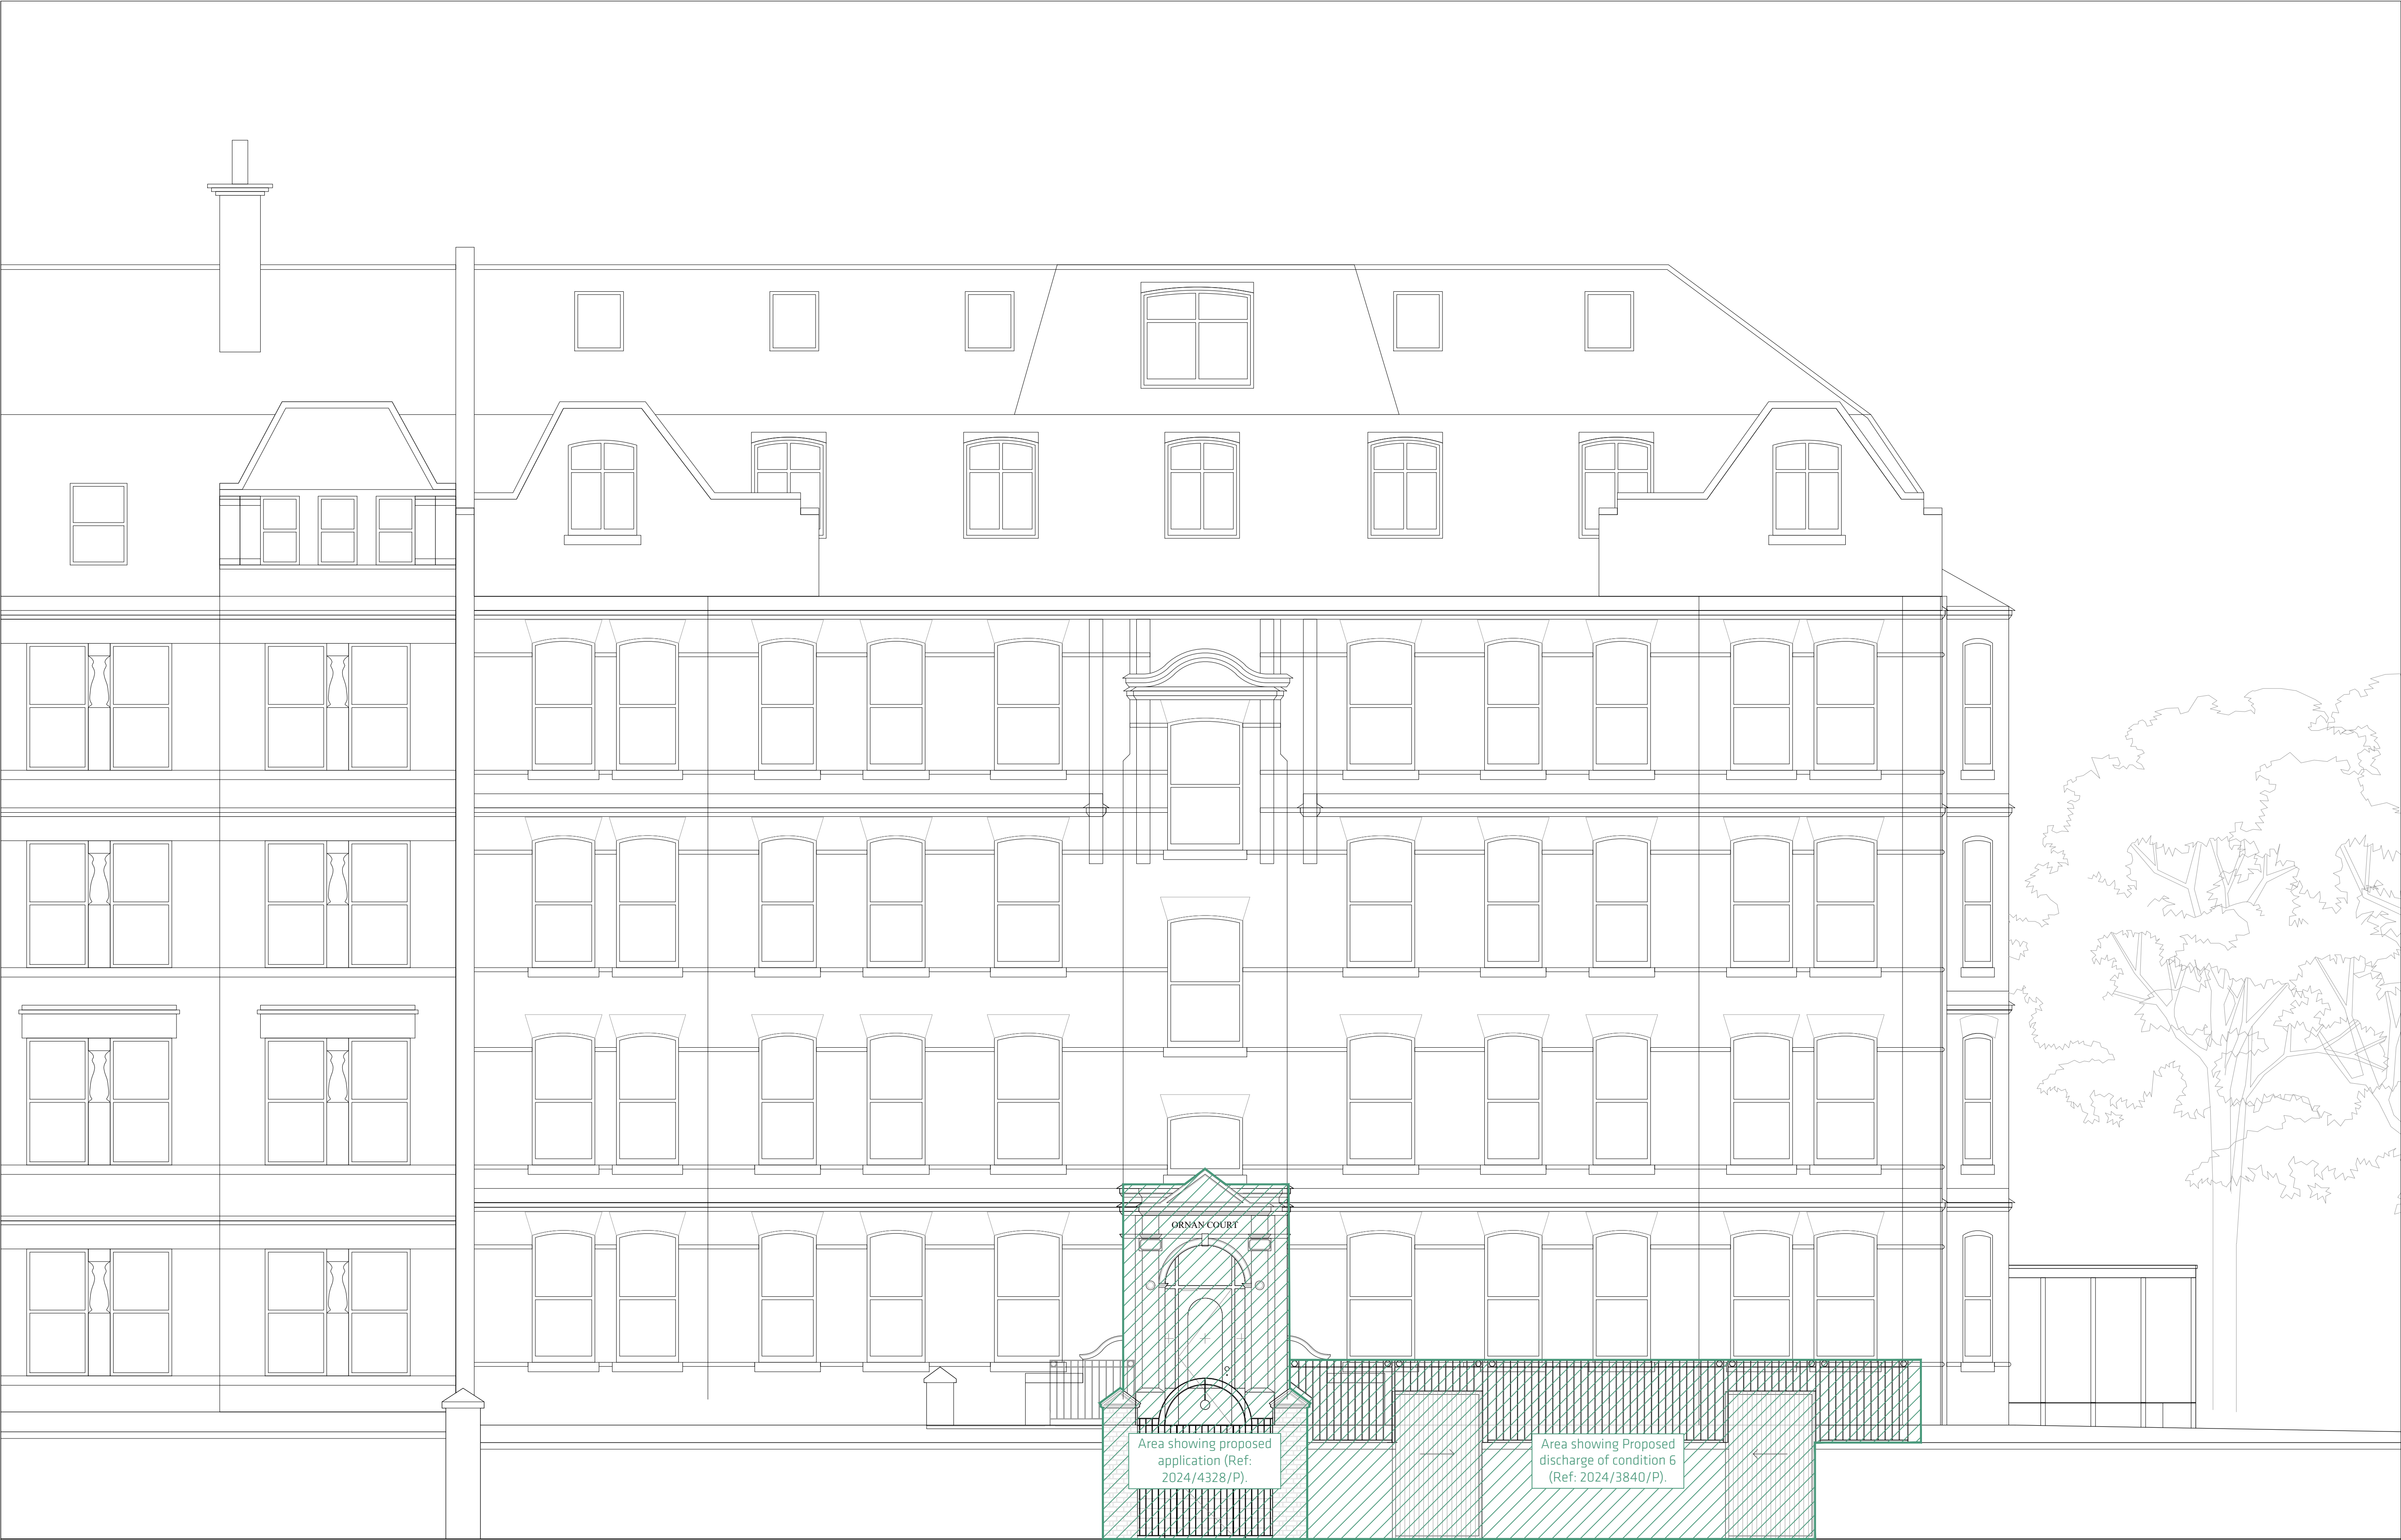 ORNAN COURT
Area showing proposed
application (Ref:
2024/4328/P).
Area showing Proposed
discharge of condition 6
(Ref: 2024/3840/P).